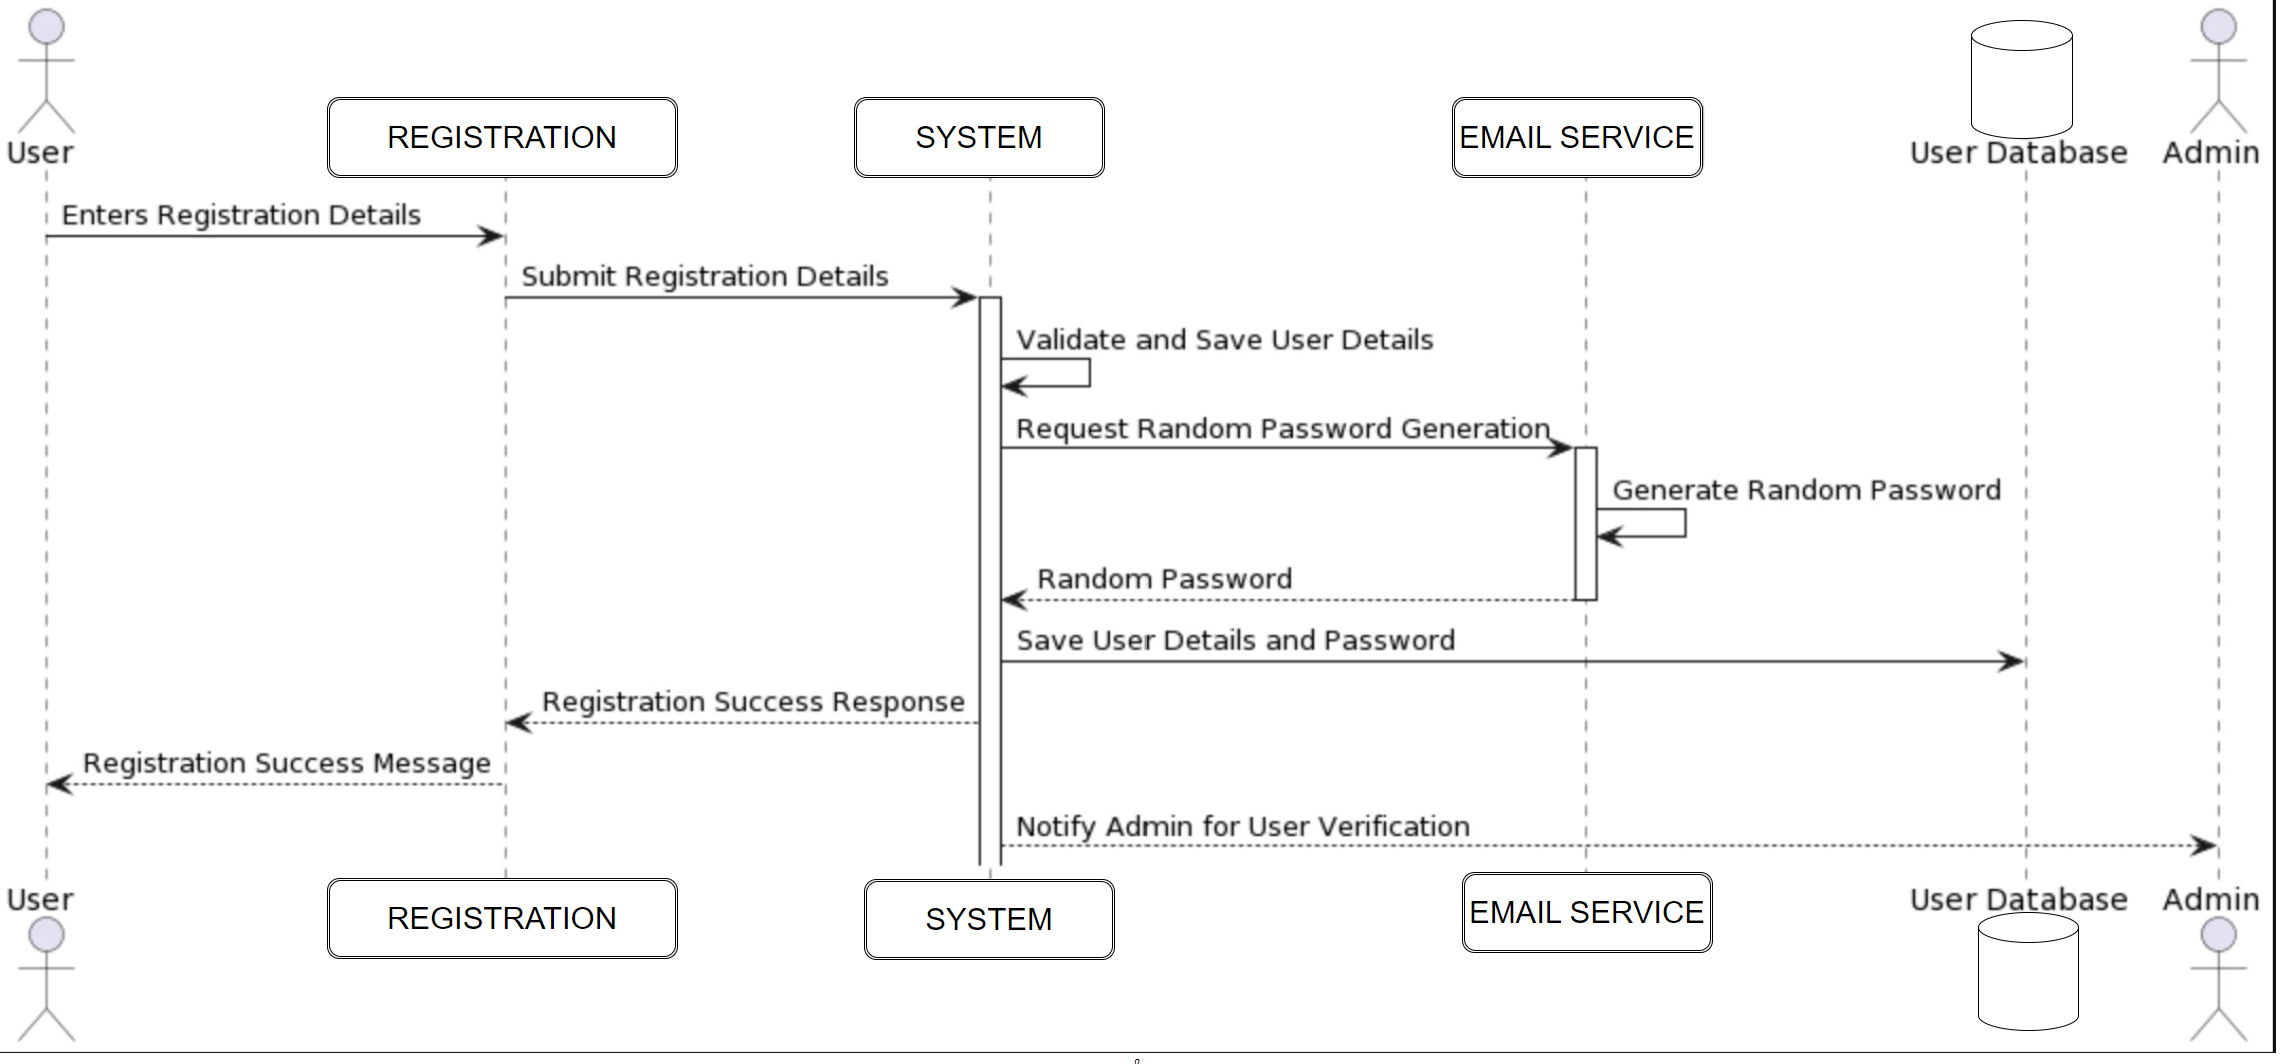 User
REGISTRATION
SYSTEM
EMAIL SERVICE
User Database
Admin
Enters Registration Details
Submit Registration Details
Validate and Save User Details
Request Random Password Generation
Generate Random Password
Random Password
Save User Details and Password
Registration Success Response
Registration Success Message
Notify Admin for User Verification
User
REGISTRATION
SYSTEM
EMAIL SERVICE
User Database
Admin